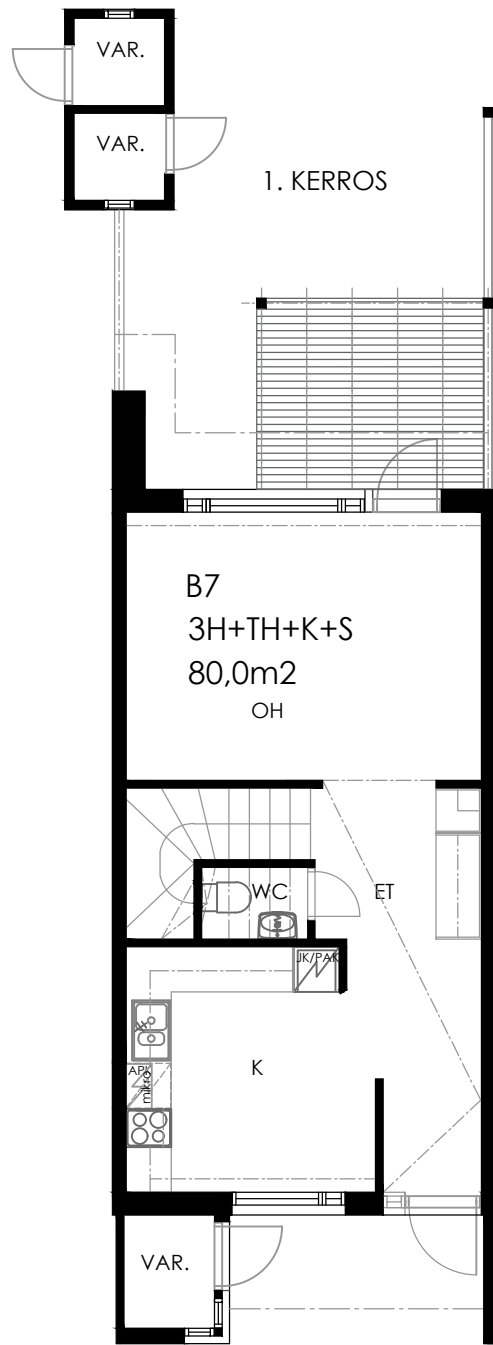 VAR.
VAR.
1. KERROS
B7
3H+TH+K+S
80,0m2
OH
WC
ET
JK/PAK
K
APK
mikro
VAR.